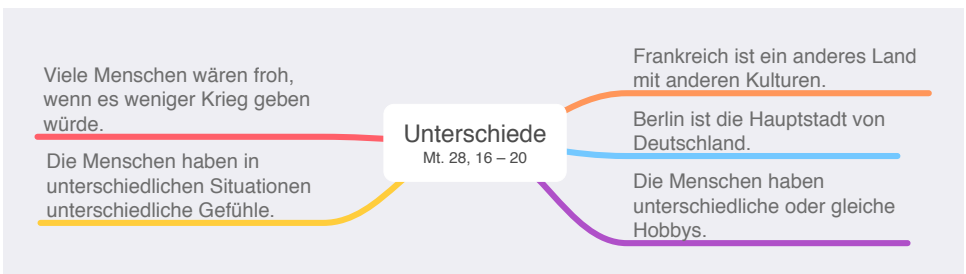 Viele Menschen wären froh,
wenn es weniger Krieg geben
würde.
Die Menschen haben in
unterschiedlichen Situationen
unterschiedliche Gefühle.
Unterschiede
Mt. 28, 16 – 20
Frankreich ist ein anderes Land
mit anderen Kulturen.
Berlin ist die Hauptstadt von
Deutschland.
Die Menschen haben
unterschiedliche oder gleiche
Hobbys.